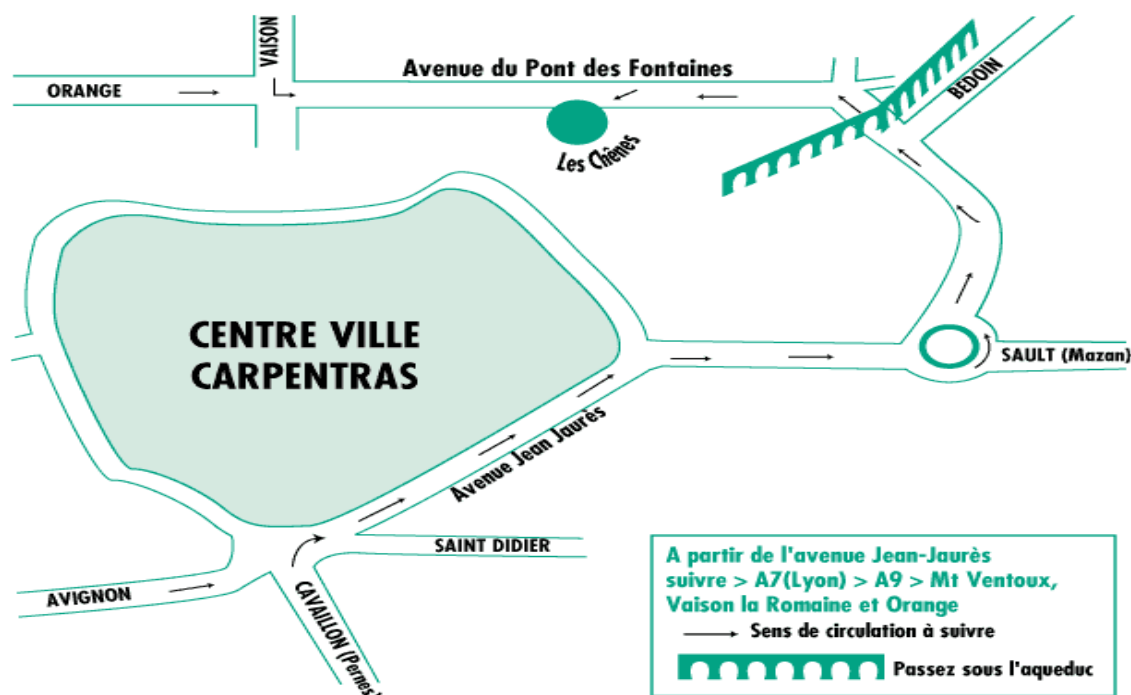 VAISON
Avenue du Pont des Fontaines
ORANGE
BEDOIN
Les Chênes
CENTRE VILLE
CARPENTRAS
SAULT (Mazan)
Avenue Jean Jaurès
SAINT DIDIER
AVIGNON
CAVAILLON (Pernes)
A partir de l'avenue Jean-Jaurès
suivre > A7(Lyon) > A9 > Mt Ventoux,
Vaison la Romaine et Orange
Sens de circulation à suivre
Passez sous l'aqueduc